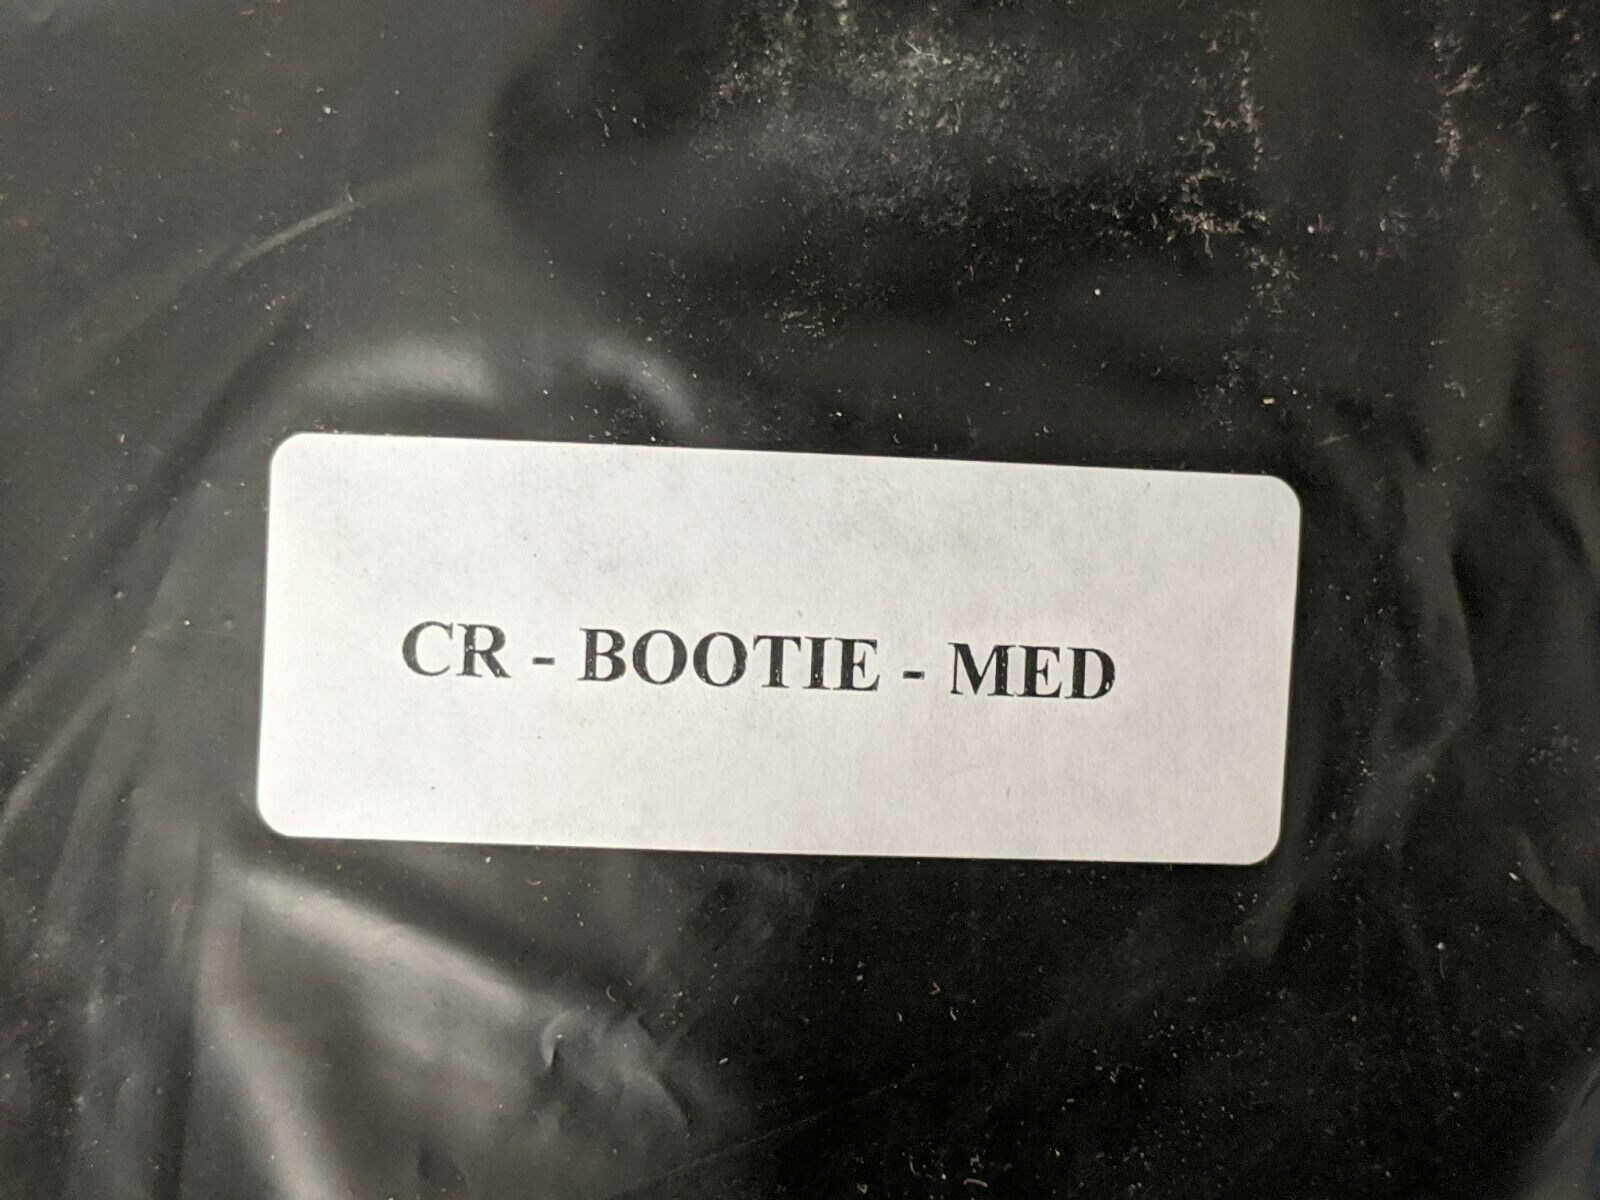 CR - BOOTIE - MED